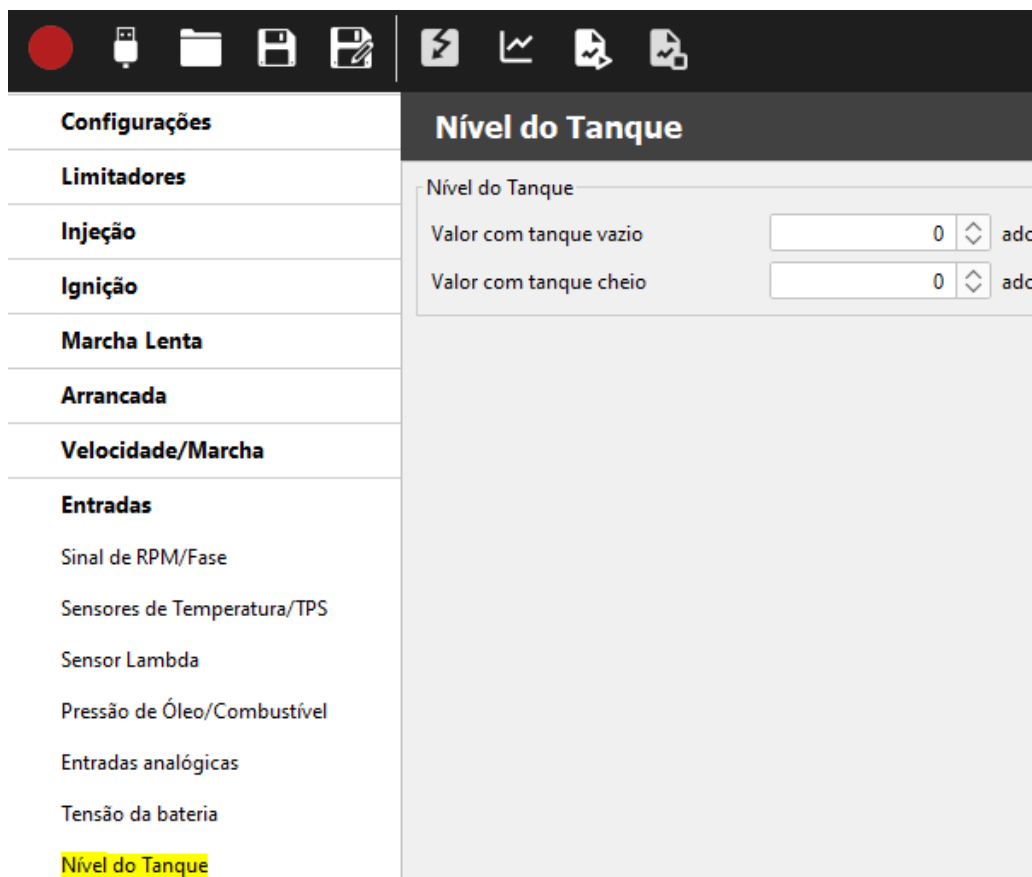 Configurações
Limitadores
Injeção
Ignição
Marcha Lenta
Arrancada
Velocidade/Marcha
Entradas
Sinal de RPM/Fase
Sensores de Temperatura/TPS
Sensor Lambda
Pressão de Óleo/Combustível
Entradas analógicas
Tensão da bateria
Nível do Tanque
Nível do Tanque
Nível do Tanque
Valor com tanque vazio 0 adc
Valor com tanque cheio 0 adc